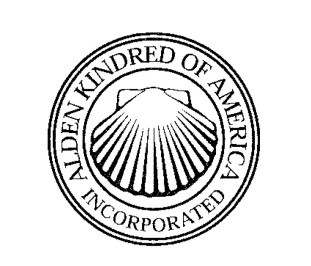 ALDEN KINDRED OF AMERICA
INCORPORATED